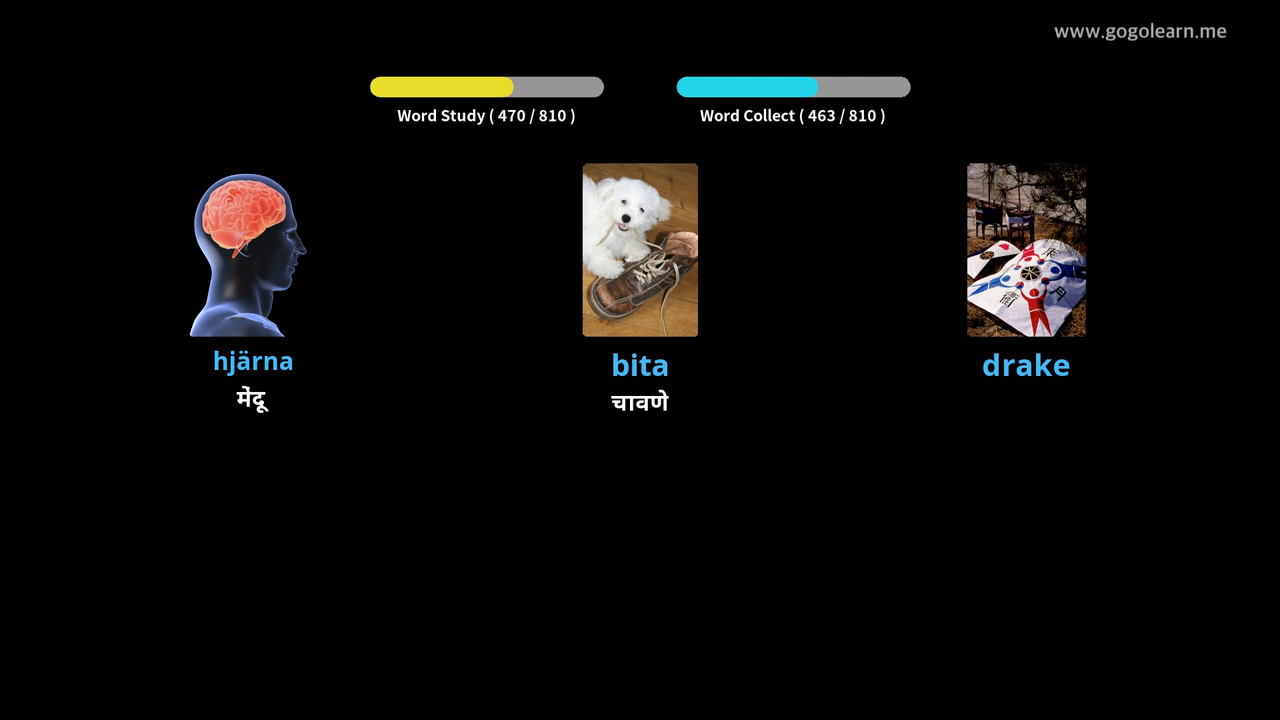 www.gogolearn.me
Word Study ( 470 / 810 )
Word Collect ( 463 / 810 )
hjärna
मेंदू
bita
चावणे
drake